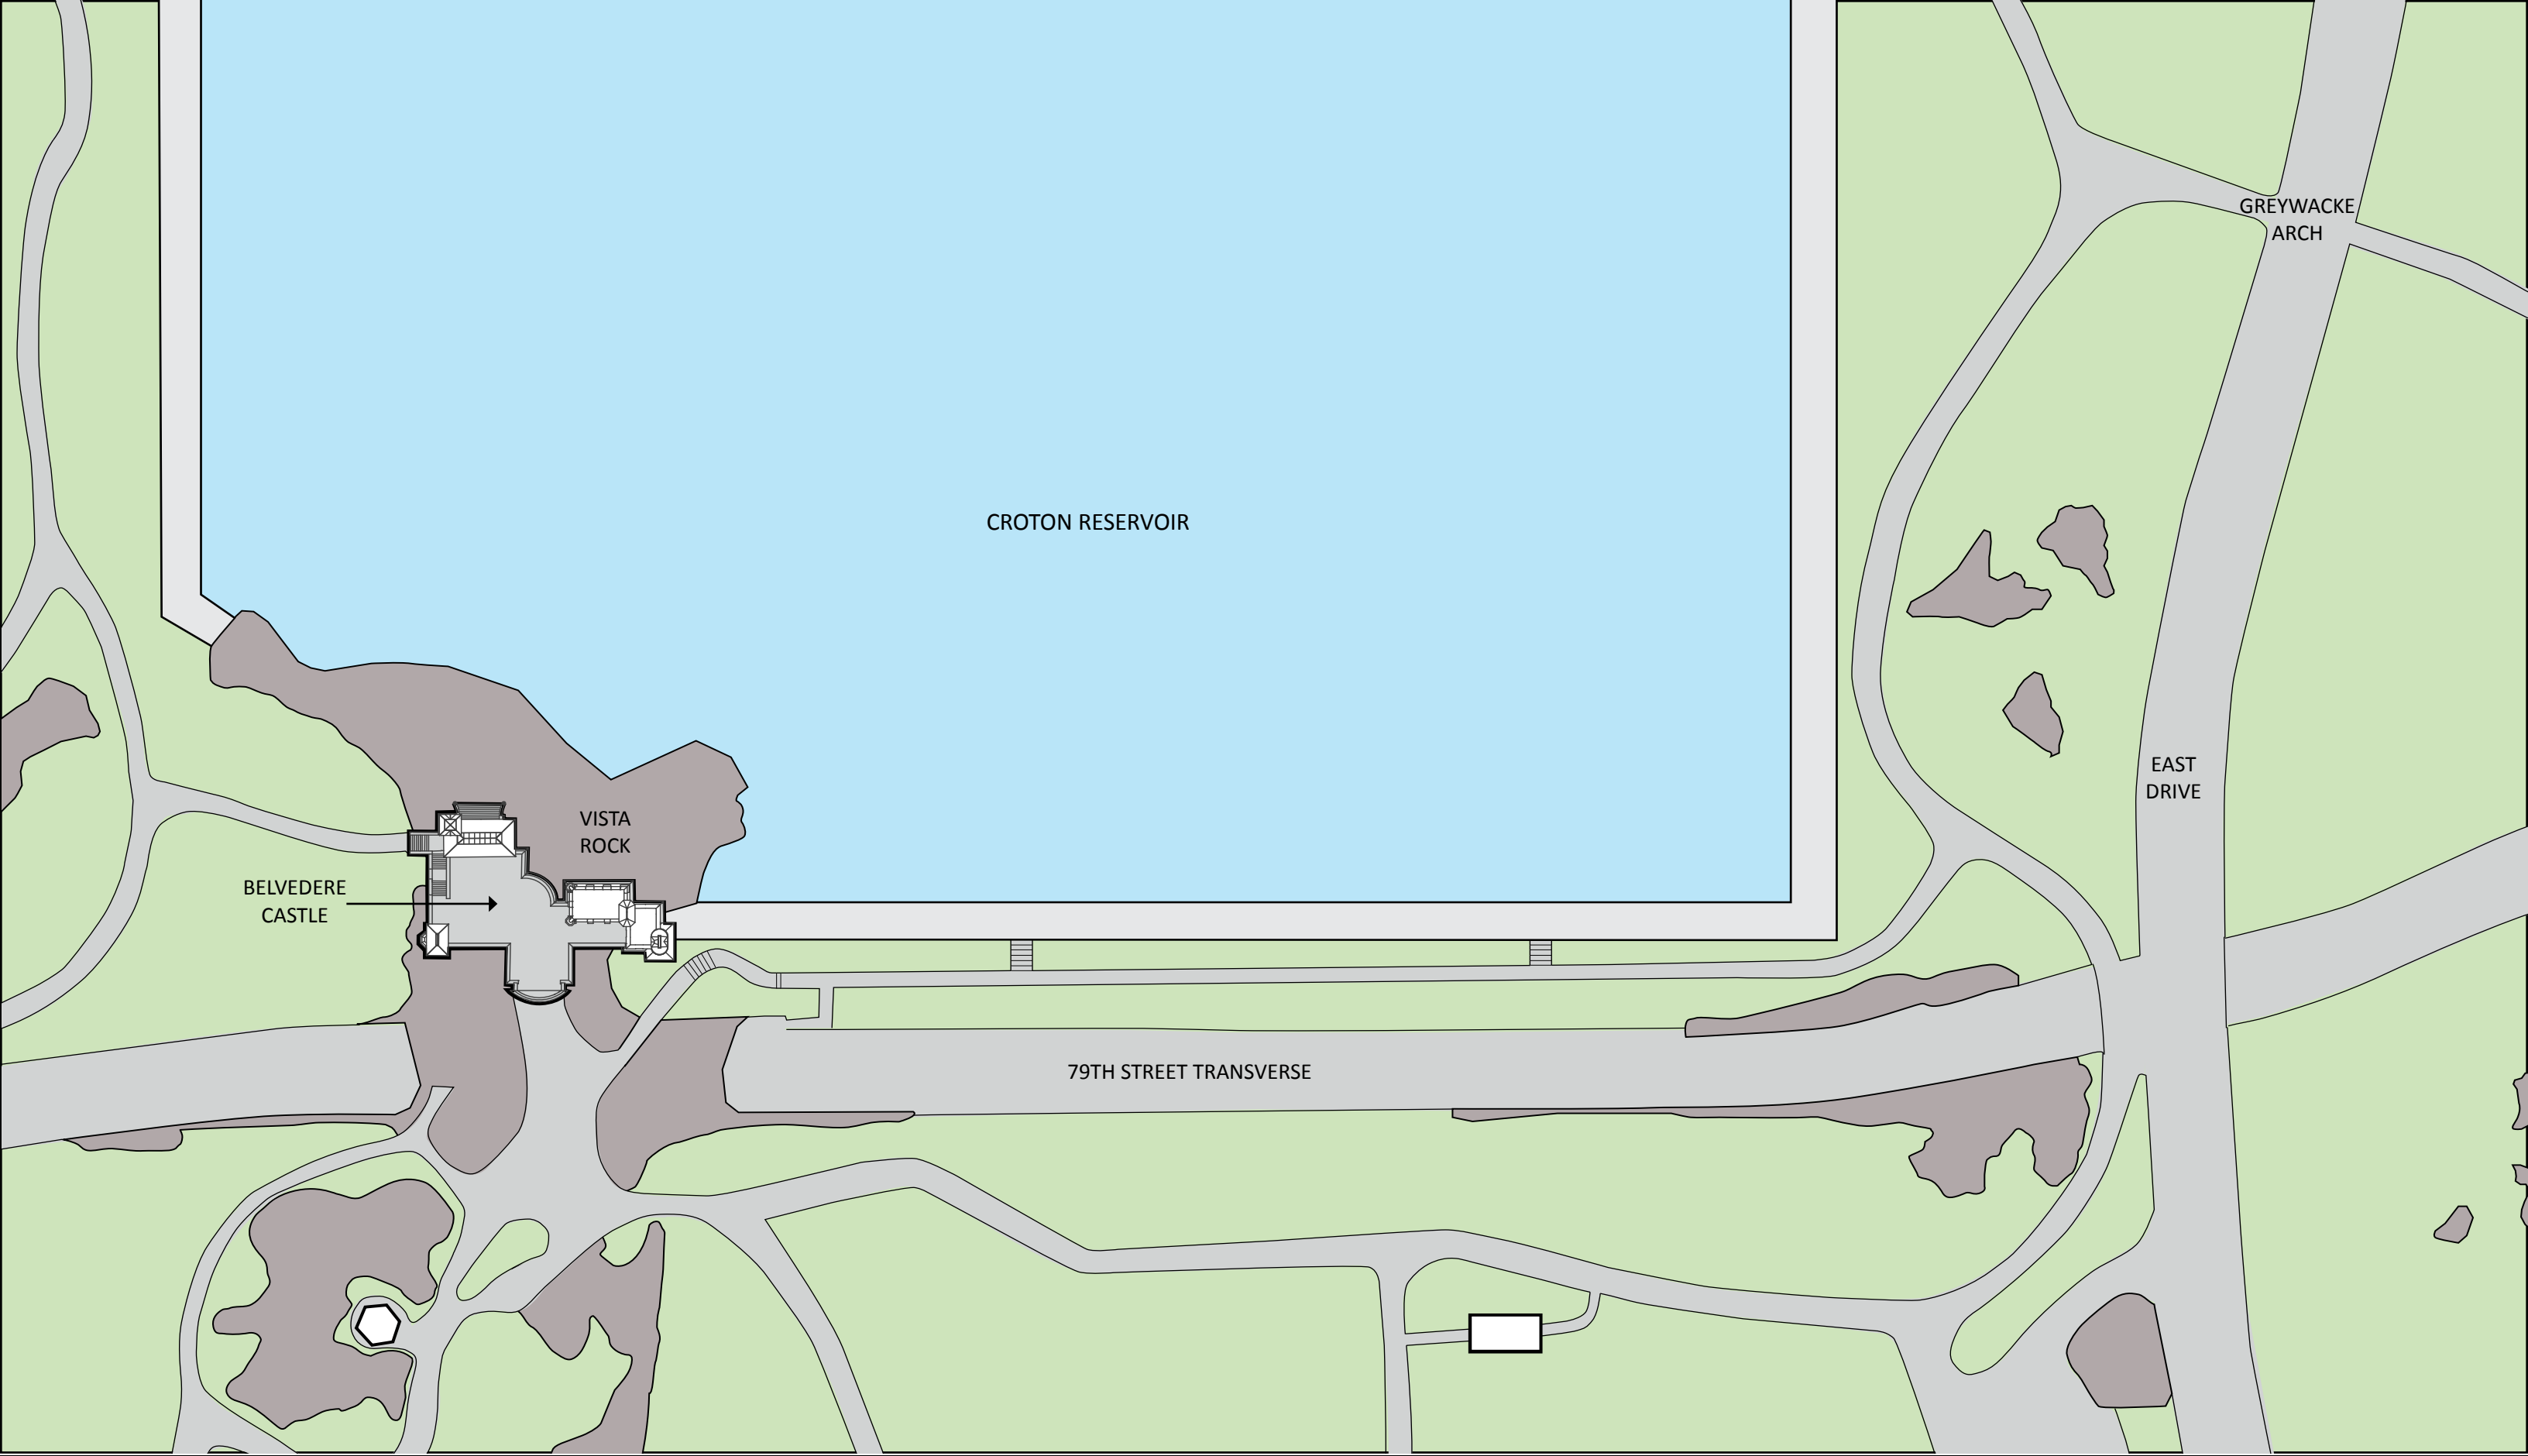 GREYWACKE
ARCH
CROTON RESERVOIR
EAST
DRIVE
VISTA
ROCK
BELVEDERE
CASTLE
79TH STREET TRANSVERSE